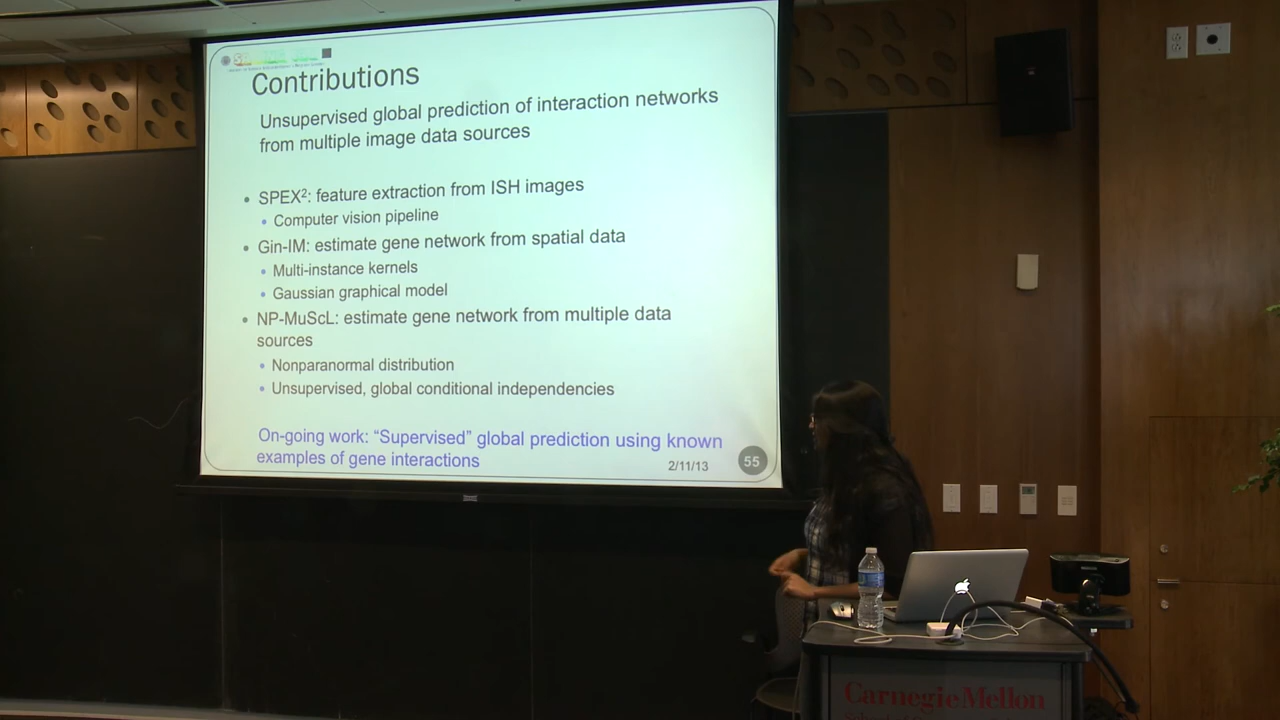 Contributions
Unsupervised global prediction of interaction networks
from multiple image data sources
• SPEX²: feature extraction from ISH images
• Computer vision pipeline
• Gin-IM: estimate gene network from spatial data
• Multi-instance kernels
• Gaussian graphical model
• NP-MuScL: estimate gene network from multiple data
sources
• Nonparanormal distribution
• Unsupervised, global conditional independencies
On-going work: “Supervised” global prediction using known
examples of gene interactions
2/11/13
55
Carnegie Mellon